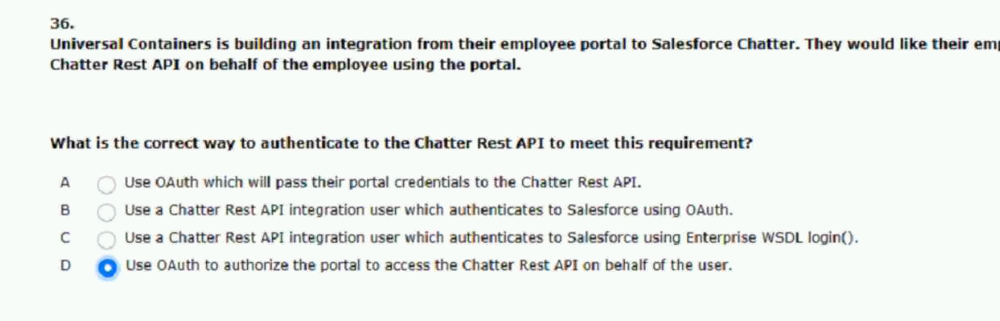 36.
Universal Containers is building an integration from their employee portal to Salesforce Chatter. They would like their
Chatter Rest API on behalf of the employee using the portal.
What is the correct way to authenticate to the Chatter Rest API to meet this requirement?
A Use OAuth which will pass their portal credentials to the Chatter Rest API.
B Use a Chatter Rest API integration user which authenticates to Salesforce using OAuth.
C Use a Chatter Rest API integration user which authenticates to Salesforce using Enterprise WSDL login().
D Use OAuth to authorize the portal to access the Chatter Rest API on behalf of the user.